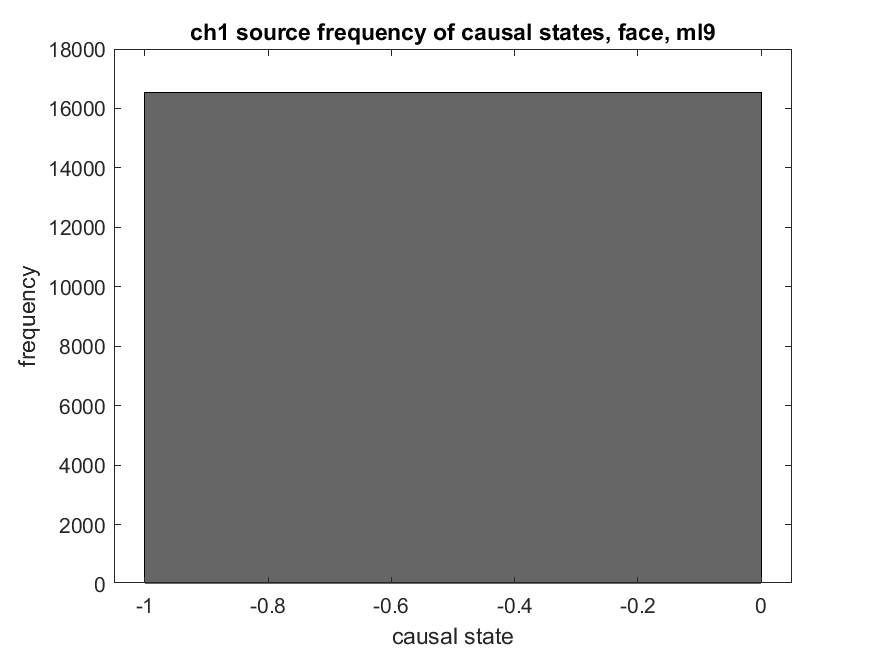 ch1 source frequency of causal states, face, ml9
18000
16000
14000
12000
10000
8000
6000
4000
2000
0
frequency
-1 -0.8 -0.6 -0.4 -0.2 0
causal state